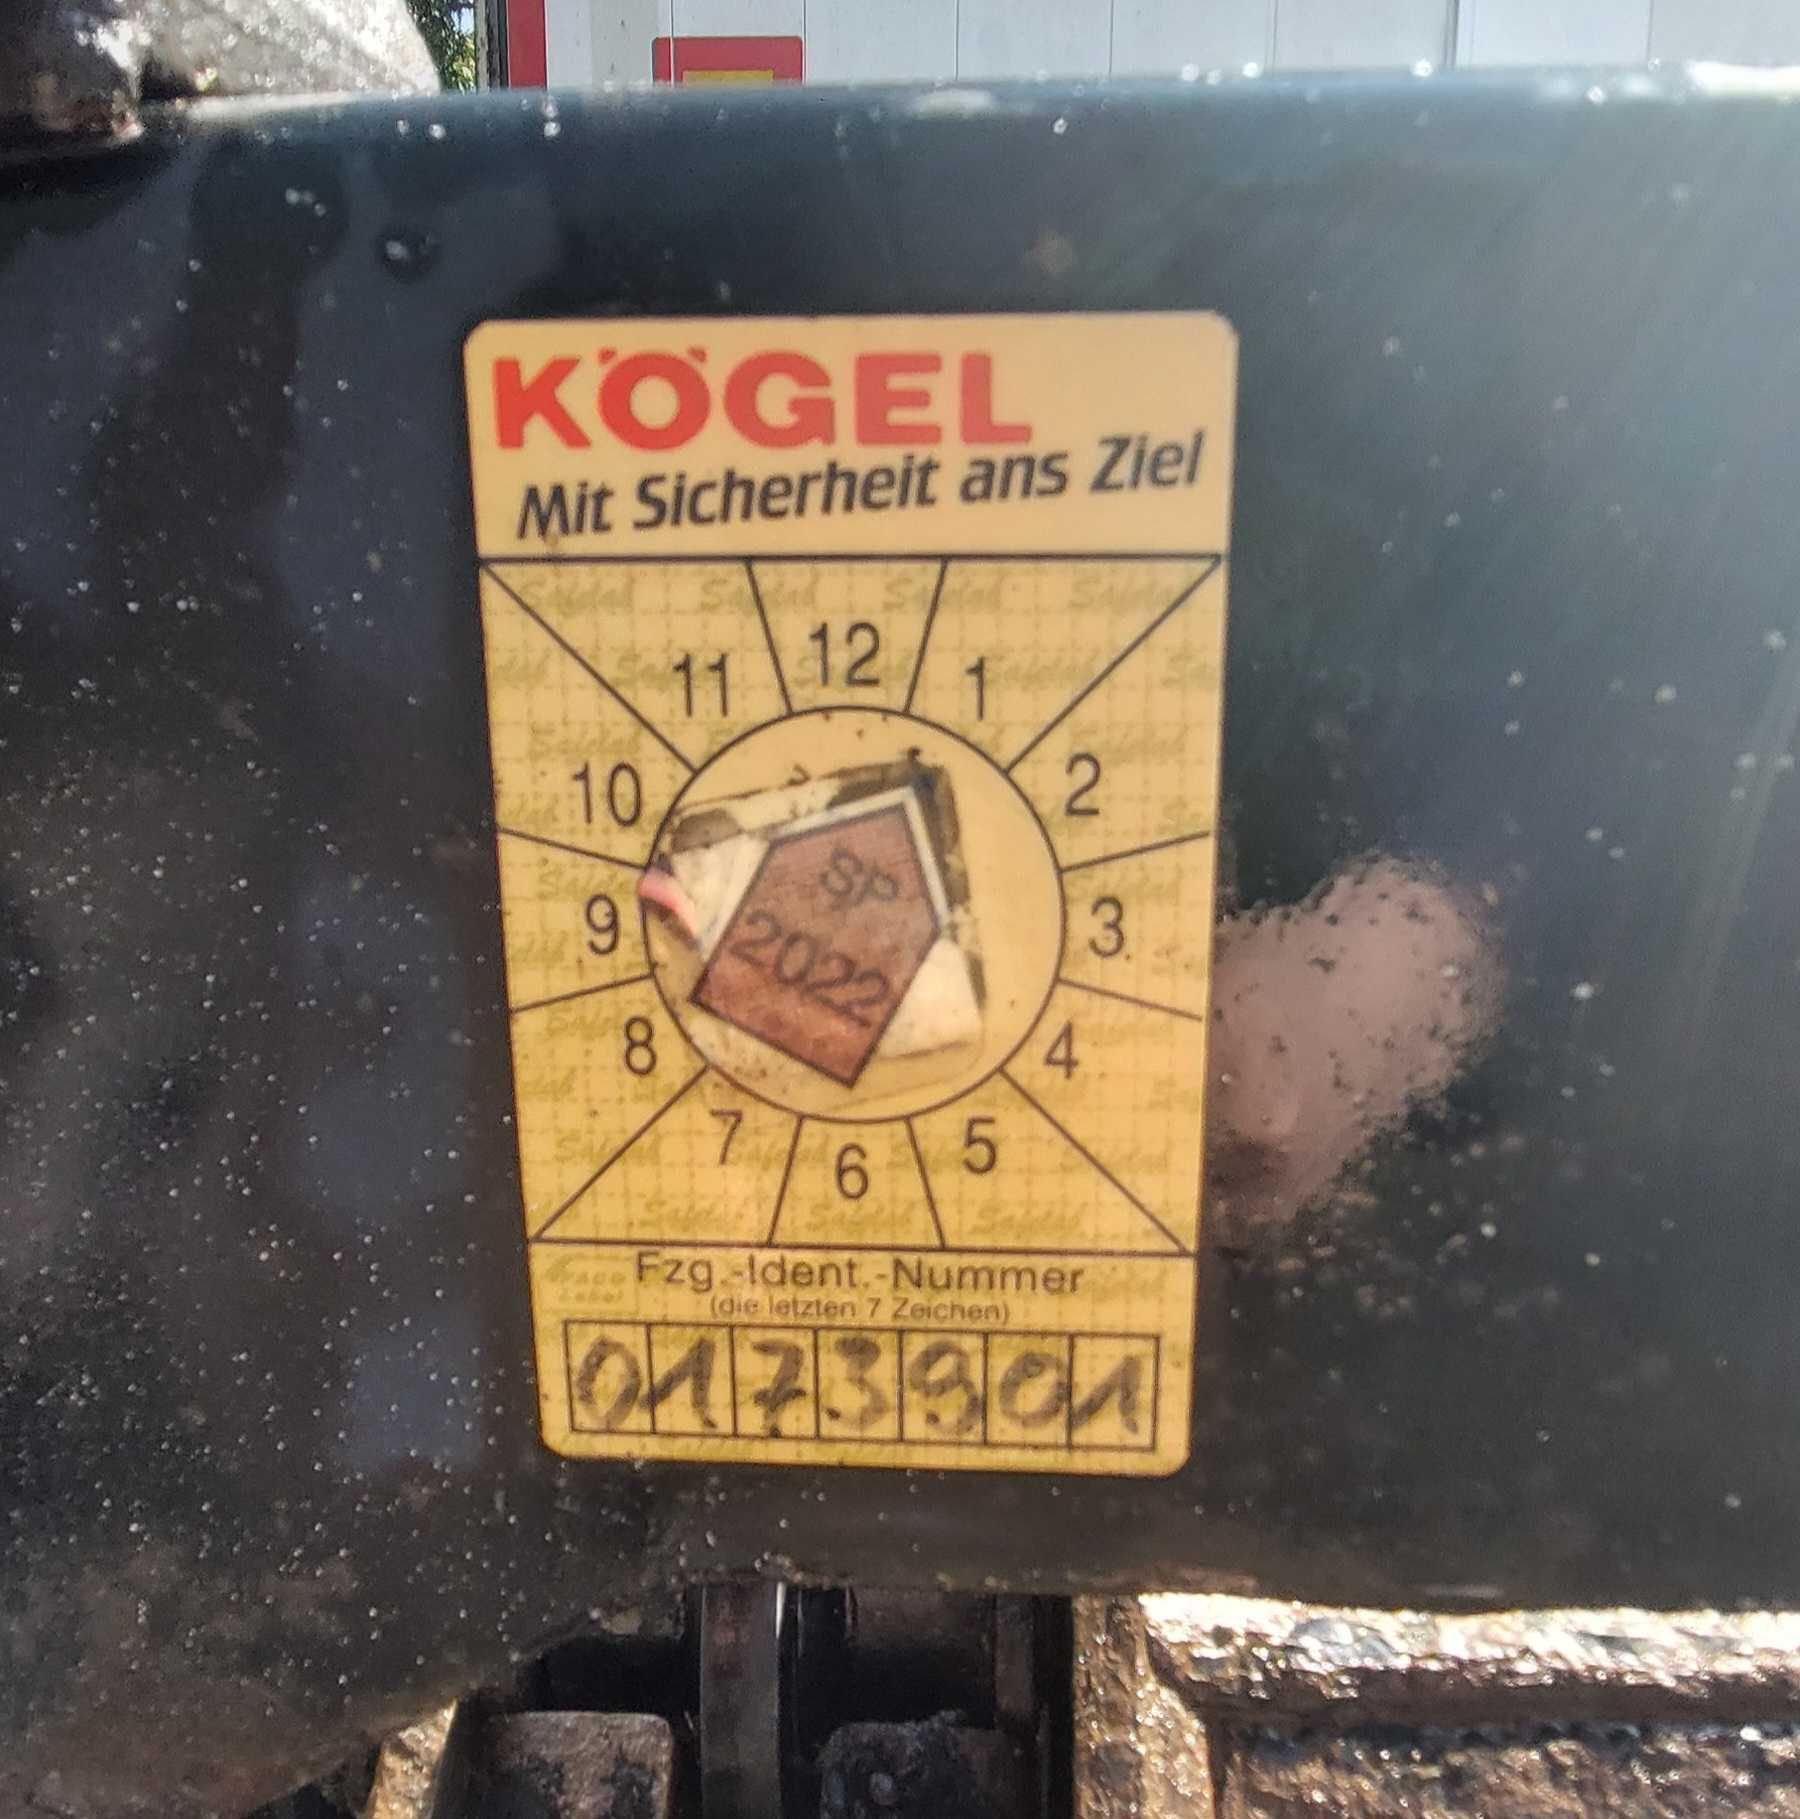 KÖGEL
Mit Sicherheit ans Ziel
12
11
1
10
2
9
3
8
4
7
5
6
SP
2022
Fzg.-Ident.-Nummer
(die letzten 7 Zeichen)
0173901